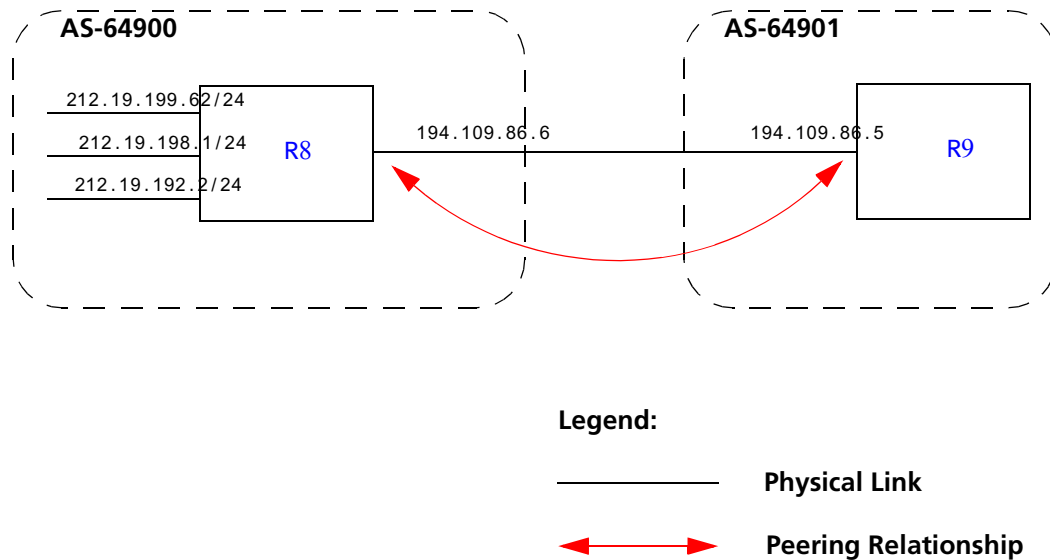 AS-64900
AS-64901
212.19.199.62/24
212.19.198.1/24
212.19.192.2/24
R8
194.109.86.6
194.109.86.5
R9
Legend:
Physical Link
Peering Relationship